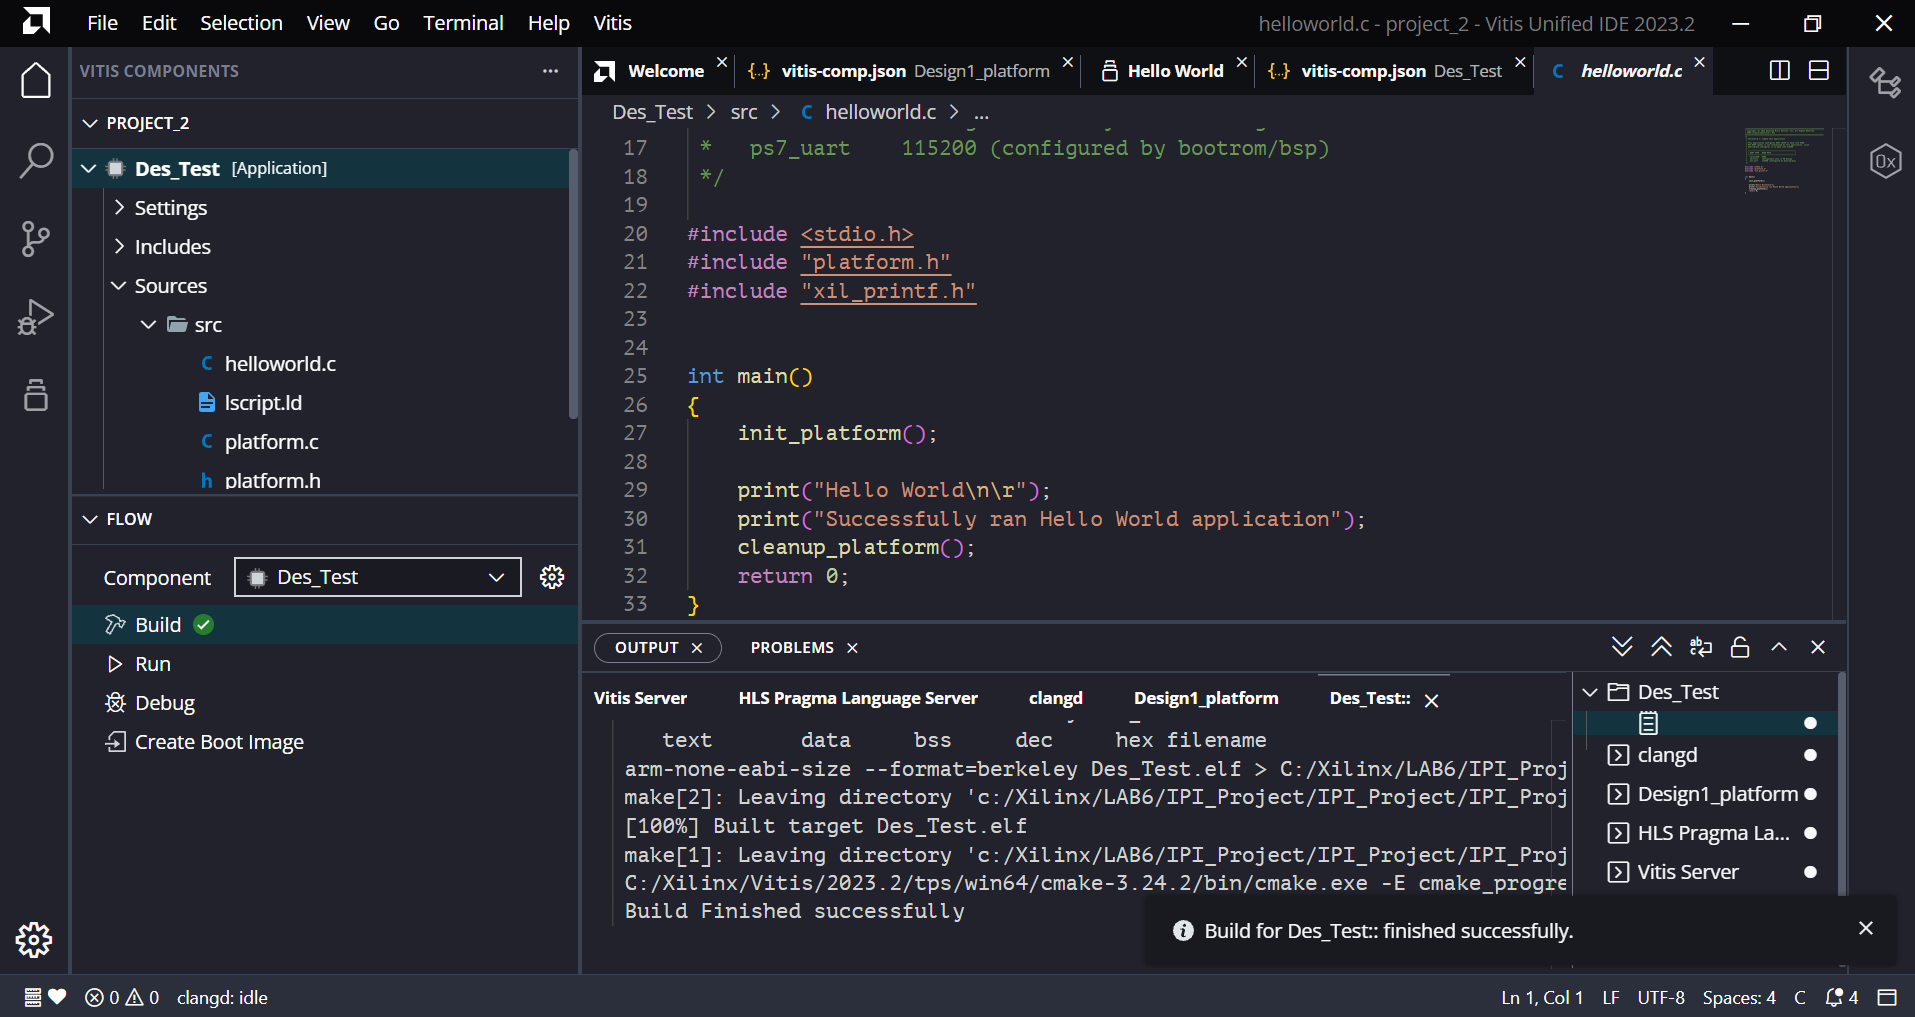 File Edit Selection View Go Terminal Help Vitis
helloworld.c - project_2 - Vitis Unified IDE 2023.2
VITIS COMPONENTS
PROJECT_2
Des_Test [Application]
Settings
Includes
Sources
src
C helloworld.c
lscript.ld
C platform.c
h platform.h
FLOW
Component Des_Test
Build
Run
Debug
Create Boot Image
Welcome
{..} vitis-comp.json Design1_platform
Hello World
{..} vitis-comp.json Des_Test
C helloworld.c
Des_Test > src > C helloworld.c > ...
17 * ps7_uart 115200 (configured by bootrom/bsp)
18 */
19
20 #include <stdio.h>
21 #include "platform.h"
22 #include "xil_printf.h"
23
24
25 int main()
26 {
27 init_platform();
28
29 print("Hello World\n\r");
30 print("Successfully ran Hello World application");
31 cleanup_platform();
32 return 0;
33 }
OUTPUT PROBLEMS
Vitis Server HLS Pragma Language Server clangd Design1_platform Des_Test::
text data bss dec hex filename
arm-none-eabi-size --format=berkeley Des_Test.elf > C:/Xilinx/LAB6/IPI_Proj
make[2]: Leaving directory 'c:/Xilinx/LAB6/IPI_Project/IPI_Project/IPI_Proj
[100%] Built target Des_Test.elf
make[1]: Leaving directory 'c:/Xilinx/LAB6/IPI_Project/IPI_Project/IPI_Proj
C:/Xilinx/Vitis/2023.2/tps/win64/cmake-3.24.2/bin/cmake.exe -E cmake_progre
Build Finished successfully
Des_Test
clangd
Design1_platform
HLS Pragma La...
Vitis Server
Build for Des_Test:: finished successfully.
0x
0 0 clangd: idle
Ln 1, Col 1 LF UTF-8 Spaces: 4 C 4